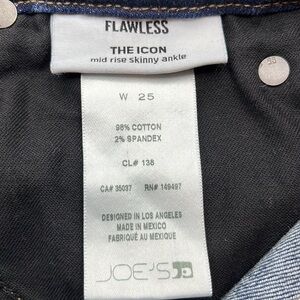 FLAWLESS
THE ICON
mid rise skinny ankle
W 25
98% COTTON
2% SPANDEX
CL# 138
CA# 35037 RN# 149497
DESIGNED IN LOS ANGELES
MADE IN MEXICO
FABRIQUÉ AU MEXIQUE
JOE'S